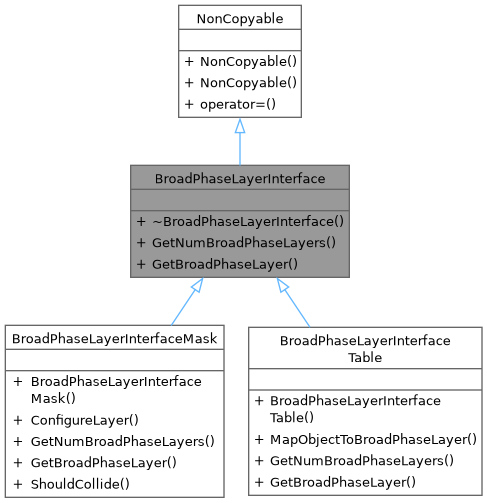 NonCopyable
+ NonCopyable()
+ NonCopyable()
+ operator=()
BroadPhaseLayerInterface
+ ~BroadPhaseLayerInterface()
+ GetNumBroadPhaseLayers()
+ GetBroadPhaseLayer()
BroadPhaseLayerInterfaceMask
+ BroadPhaseLayerInterface
Mask()
+ ConfigureLayer()
+ GetNumBroadPhaseLayers()
+ GetBroadPhaseLayer()
+ ShouldCollide()
BroadPhaseLayerInterface
Table
+ BroadPhaseLayerInterface
Table()
+ MapObjectToBroadPhaseLayer()
+ GetNumBroadPhaseLayers()
+ GetBroadPhaseLayer()